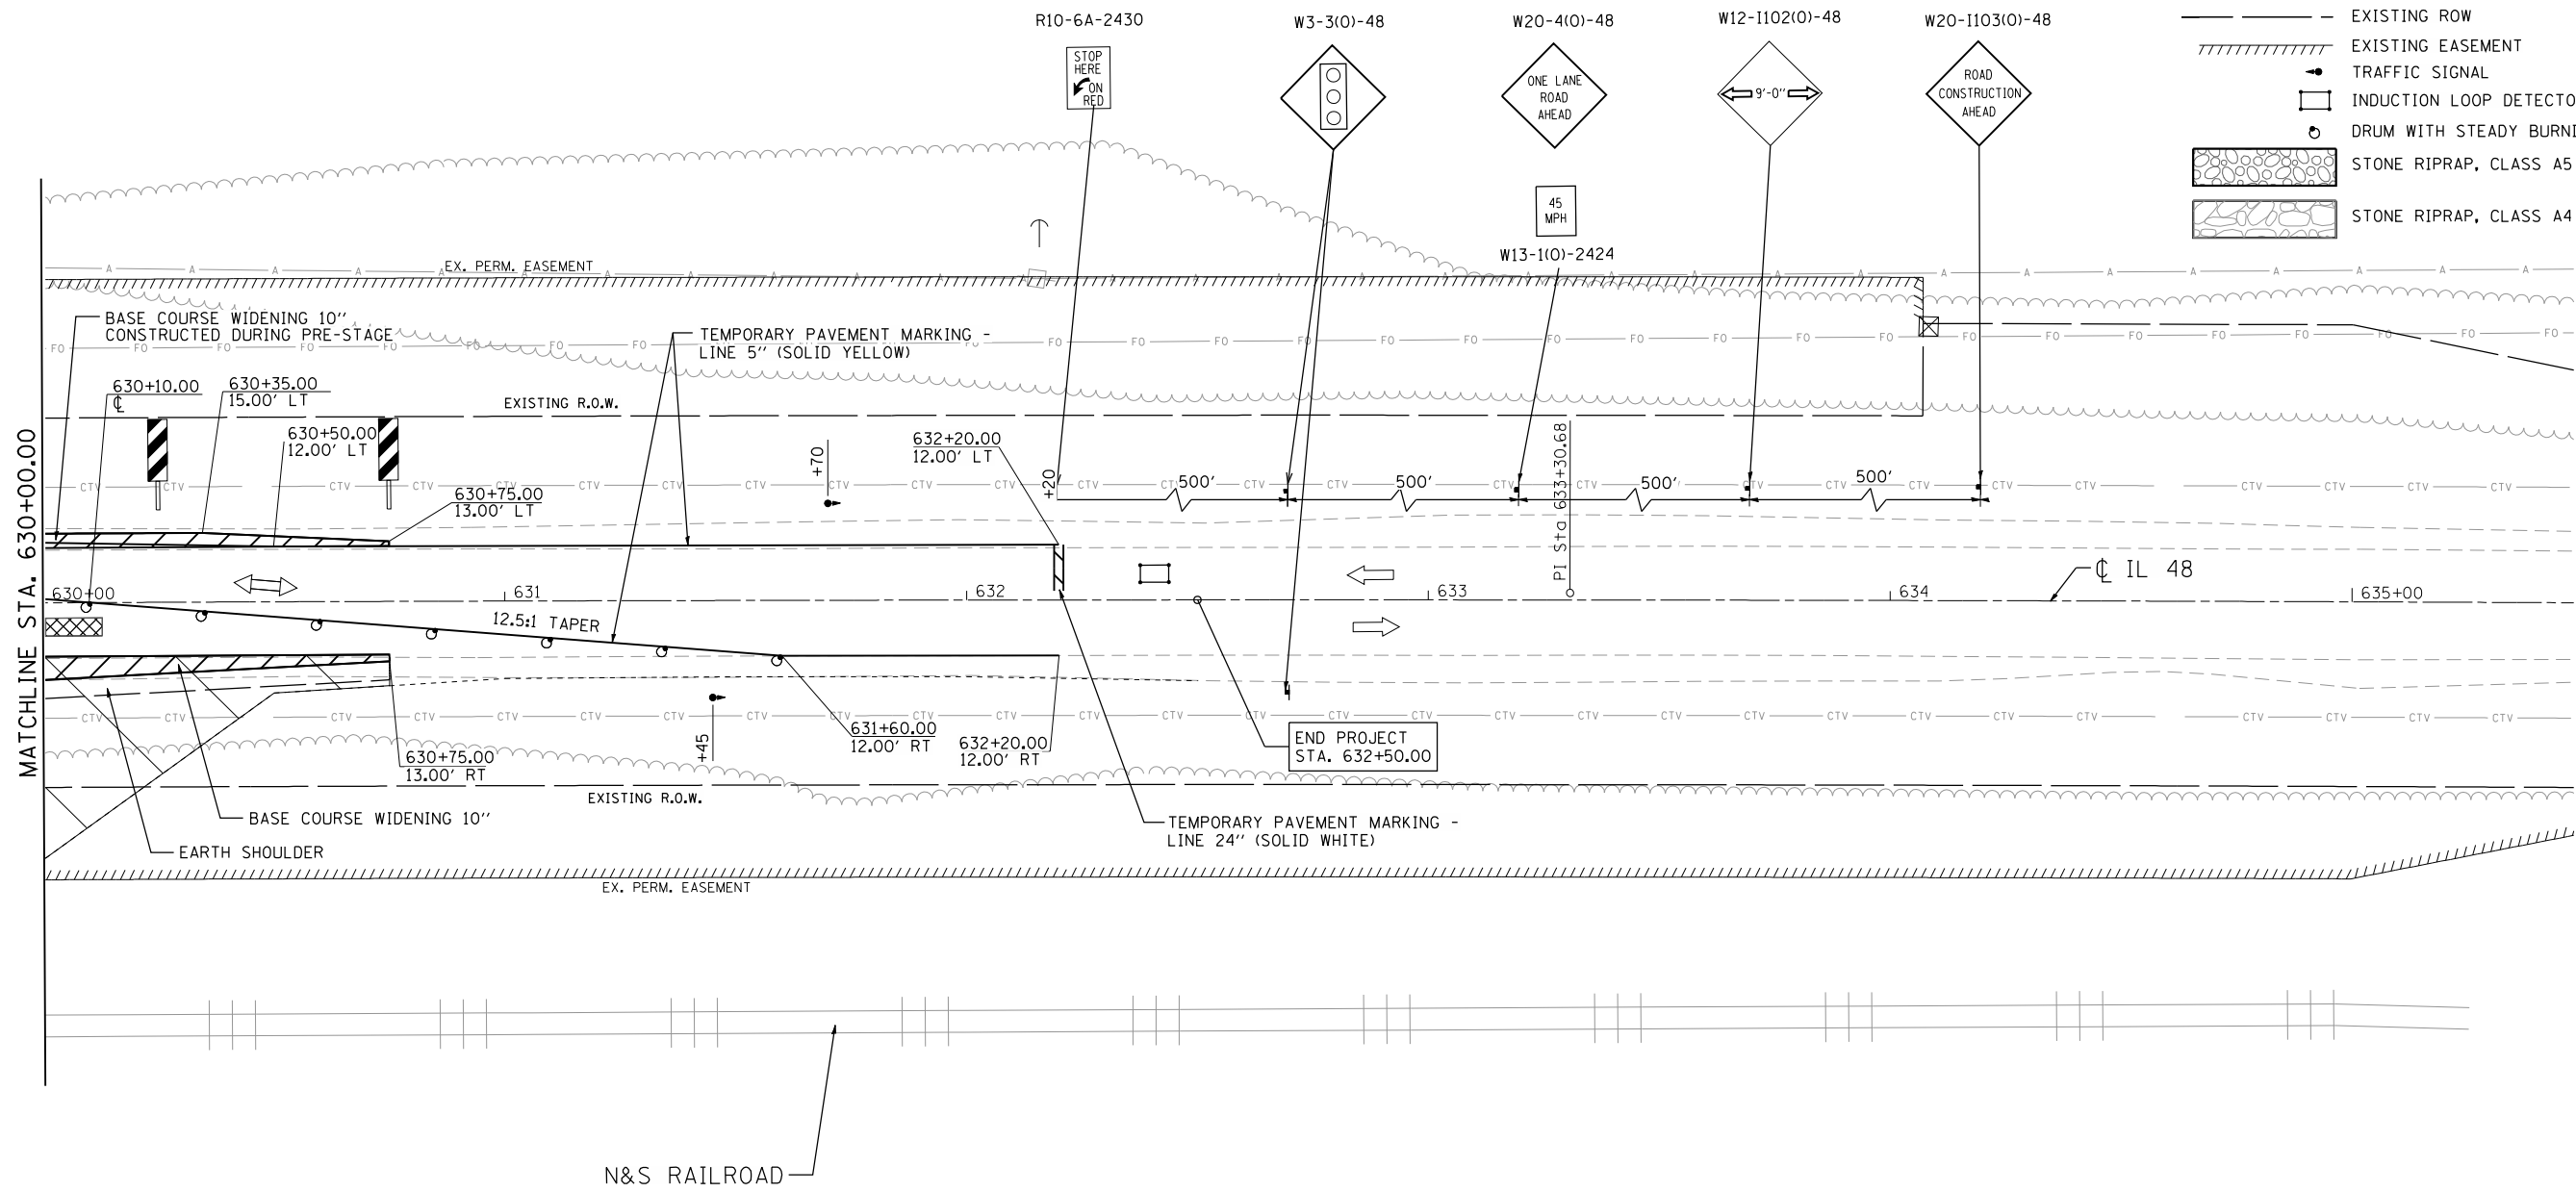 R10-6A-2430
W3-3(O)-48
W20-4(O)-48
W12-I102(O)-48
W20-I103(O)-48
STOP
HERE
ON
RED
ONE LANE
ROAD
AHEAD
9'-0"
ROAD
CONSTRUCTION
AHEAD
EXISTING ROW
EXISTING EASEMENT
TRAFFIC SIGNAL
INDUCTION LOOP DETECTO
DRUM WITH STEADY BURNI
STONE RIPRAP, CLASS A5
STONE RIPRAP, CLASS A4
45
MPH
W13-1(O)-2424
EX. PERM. EASEMENT
BASE COURSE WIDENING 10"
CONSTRUCTED DURING PRE-STAGE
TEMPORARY PAVEMENT MARKING -
LINE 5" (SOLID YELLOW)
630+10.00
℄
630+35.00
15.00' LT
EXISTING R.O.W.
630+50.00
12.00' LT
630+75.00
13.00' LT
+70
632+20.00
12.00' LT
+20
500'
500'
500'
500'
PI Sta 633+30.68
MATCHLINE STA. 630+00.00
630+00
631
632
633
634
635+00
℄ IL 48
12.5:1 TAPER
+45
631+60.00
12.00' RT
632+20.00
12.00' RT
630+75.00
13.00' RT
END PROJECT
STA. 632+50.00
EXISTING R.O.W.
BASE COURSE WIDENING 10"
EARTH SHOULDER
TEMPORARY PAVEMENT MARKING -
LINE 24" (SOLID WHITE)
EX. PERM. EASEMENT
N&S RAILROAD